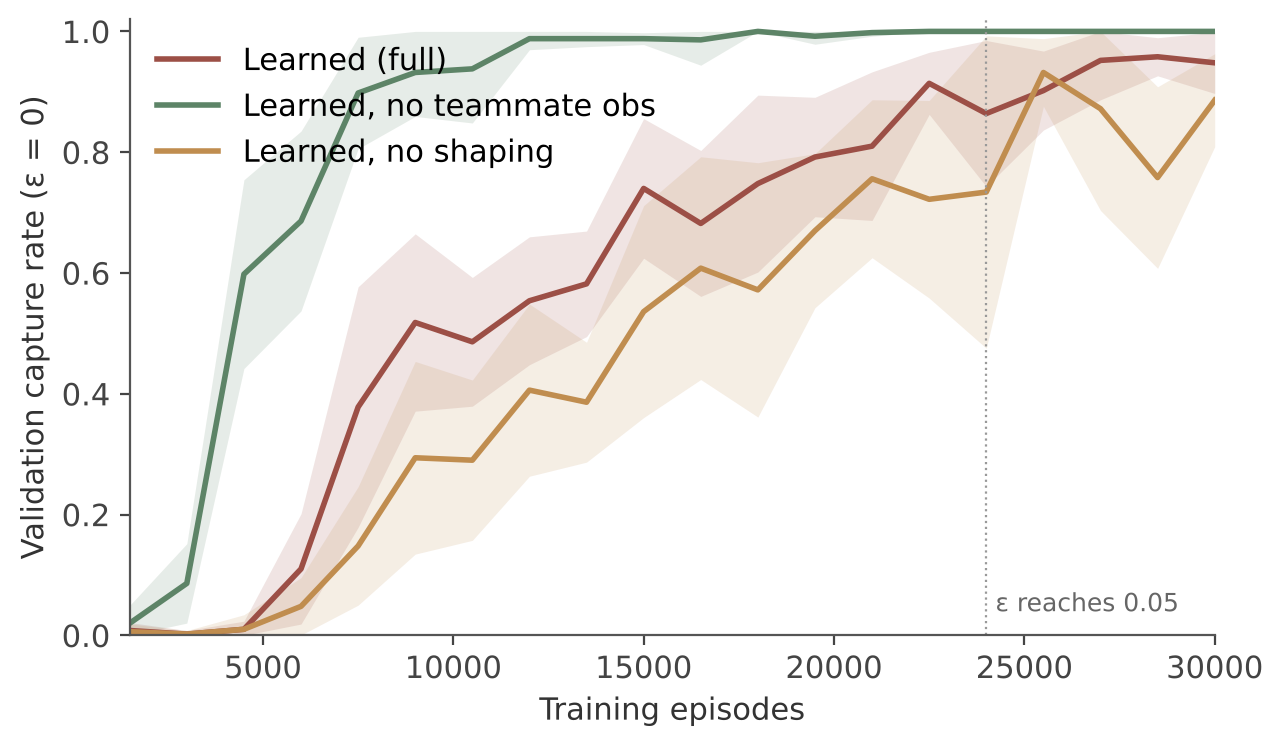 Validation capture rate (ε = 0)
1.0
0.8
0.6
0.4
0.2
0.0
Learned (full)
Learned, no teammate obs
Learned, no shaping
ε reaches 0.05
5000 10000 15000 20000 25000 30000
Training episodes